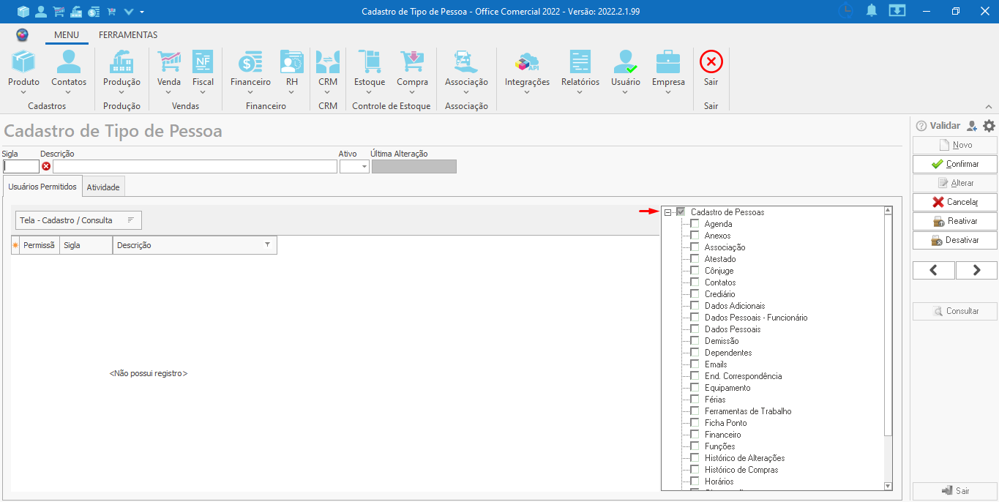 Cadastro de Tipo de Pessoa - Office Comercial 2022 - Versão: 2022.2.1.99
MENU FERRAMENTAS
Produto Contatos Produção Venda Fiscal Financeiro RH CRM Estoque Compra Associação Integrações Relatórios Usuário Empresa Sair
Cadastros Produção Vendas Financeiro CRM Controle de Estoque Associação Sair
Cadastro de Tipo de Pessoa
Sigla Descrição Ativo Última Alteração
Usuários Permitidos Atividade
Tela - Cadastro / Consulta
Permissã Sigla Descrição
<Não possui registro>
Cadastro de Pessoas
Agenda
Anexos
Associação
Atestado
Cônjuge
Contatos
Crediário
Dados Adicionais
Dados Pessoais - Funcionário
Dados Pessoais
Demissão
Dependentes
Emails
End. Correspondência
Equipamento
Férias
Ferramentas de Trabalho
Ficha Ponto
Financeiro
Funções
Histórico de Alterações
Histórico de Compras
Horários
Validar
Novo
Confirmar
Alterar
Cancelar
Reativar
Desativar
Consultar
Sair